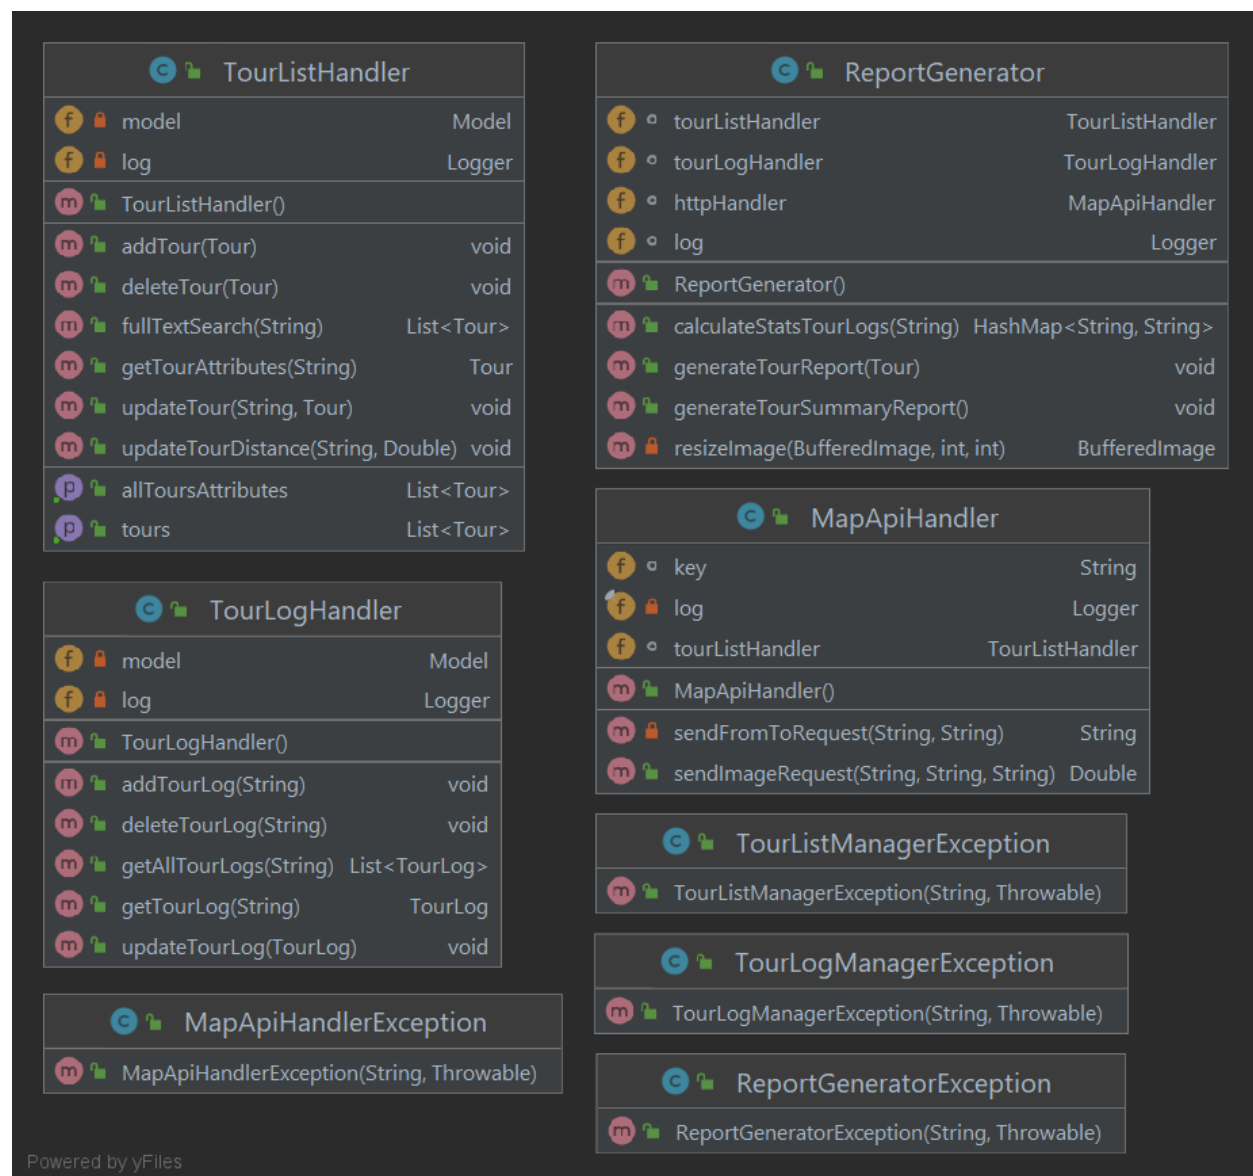 TourListHandler
model Model
log Logger
TourListHandler()
addTour(Tour) void
deleteTour(Tour) void
fullTextSearch(String) List<Tour>
getTourAttributes(String) Tour
updateTour(String, Tour) void
updateTourDistance(String, Double) void
allToursAttributes List<Tour>
tours List<Tour>
TourLogHandler
model Model
log Logger
TourLogHandler()
addTourLog(String) void
deleteTourLog(String) void
getAllTourLogs(String) List<TourLog>
getTourLog(String) TourLog
updateTourLog(TourLog) void
MapApiHandlerException
MapApiHandlerException(String, Throwable)
ReportGenerator
tourListHandler TourListHandler
tourLogHandler TourLogHandler
httpHandler MapApiHandler
log Logger
ReportGenerator()
calculateStatsTourLogs(String) HashMap<String, String>
generateTourReport(Tour) void
generateTourSummaryReport() void
resizeImage(BufferedImage, int, int) BufferedImage
MapApiHandler
key String
log Logger
tourListHandler TourListHandler
MapApiHandler()
sendFromToRequest(String, String) String
sendImageRequest(String, String, String) Double
TourListManagerException
TourListManagerException(String, Throwable)
TourLogManagerException
TourLogManagerException(String, Throwable)
ReportGeneratorException
ReportGeneratorException(String, Throwable)
Powered by yFiles